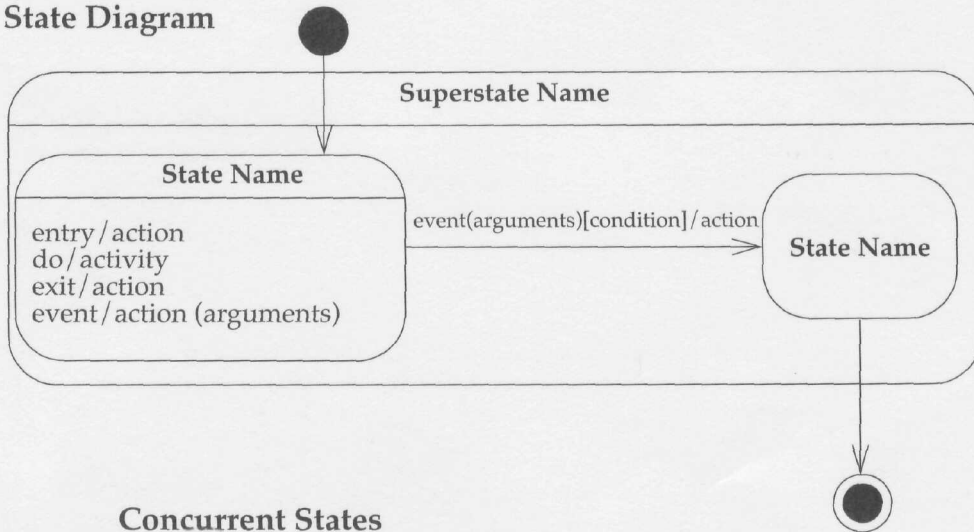 State Diagram
Superstate Name
State Name
entry/action
do/activity
exit/action
event/action (arguments)
event(arguments)[condition]/action
State Name
Concurrent States